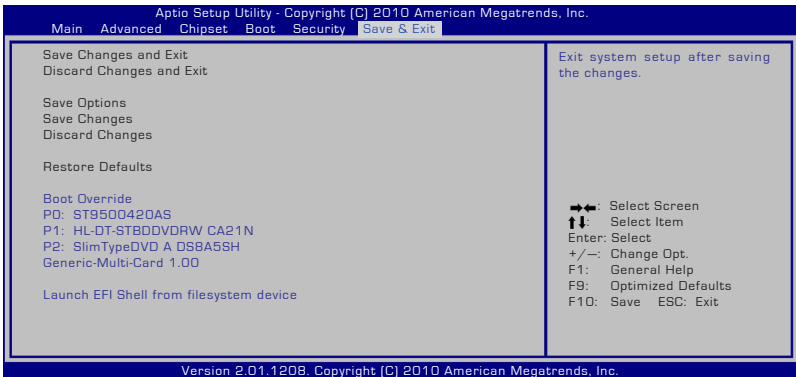 Aptio Setup Utility - Copyright (C) 2010 American Megatrends, Inc.
Main Advanced Chipset Boot Security Save & Exit
Save Changes and Exit
Discard Changes and Exit
Save Options
Save Changes
Discard Changes
Restore Defaults
Boot Override
P0: ST9500420AS
P1: HL-DT-STBDDVDRW CA21N
P2: SlimTypeDVD A DS8A5SH
Generic-Multi-Card 1.00
Launch EFI Shell from filesystem device
Exit system setup after saving
the changes.
→←: Select Screen
↑↓: Select Item
Enter: Select
+/—: Change Opt.
F1: General Help
F9: Optimized Defaults
F10: Save ESC: Exit
Version 2.01.1208. Copyright (C) 2010 American Megatrends, Inc.